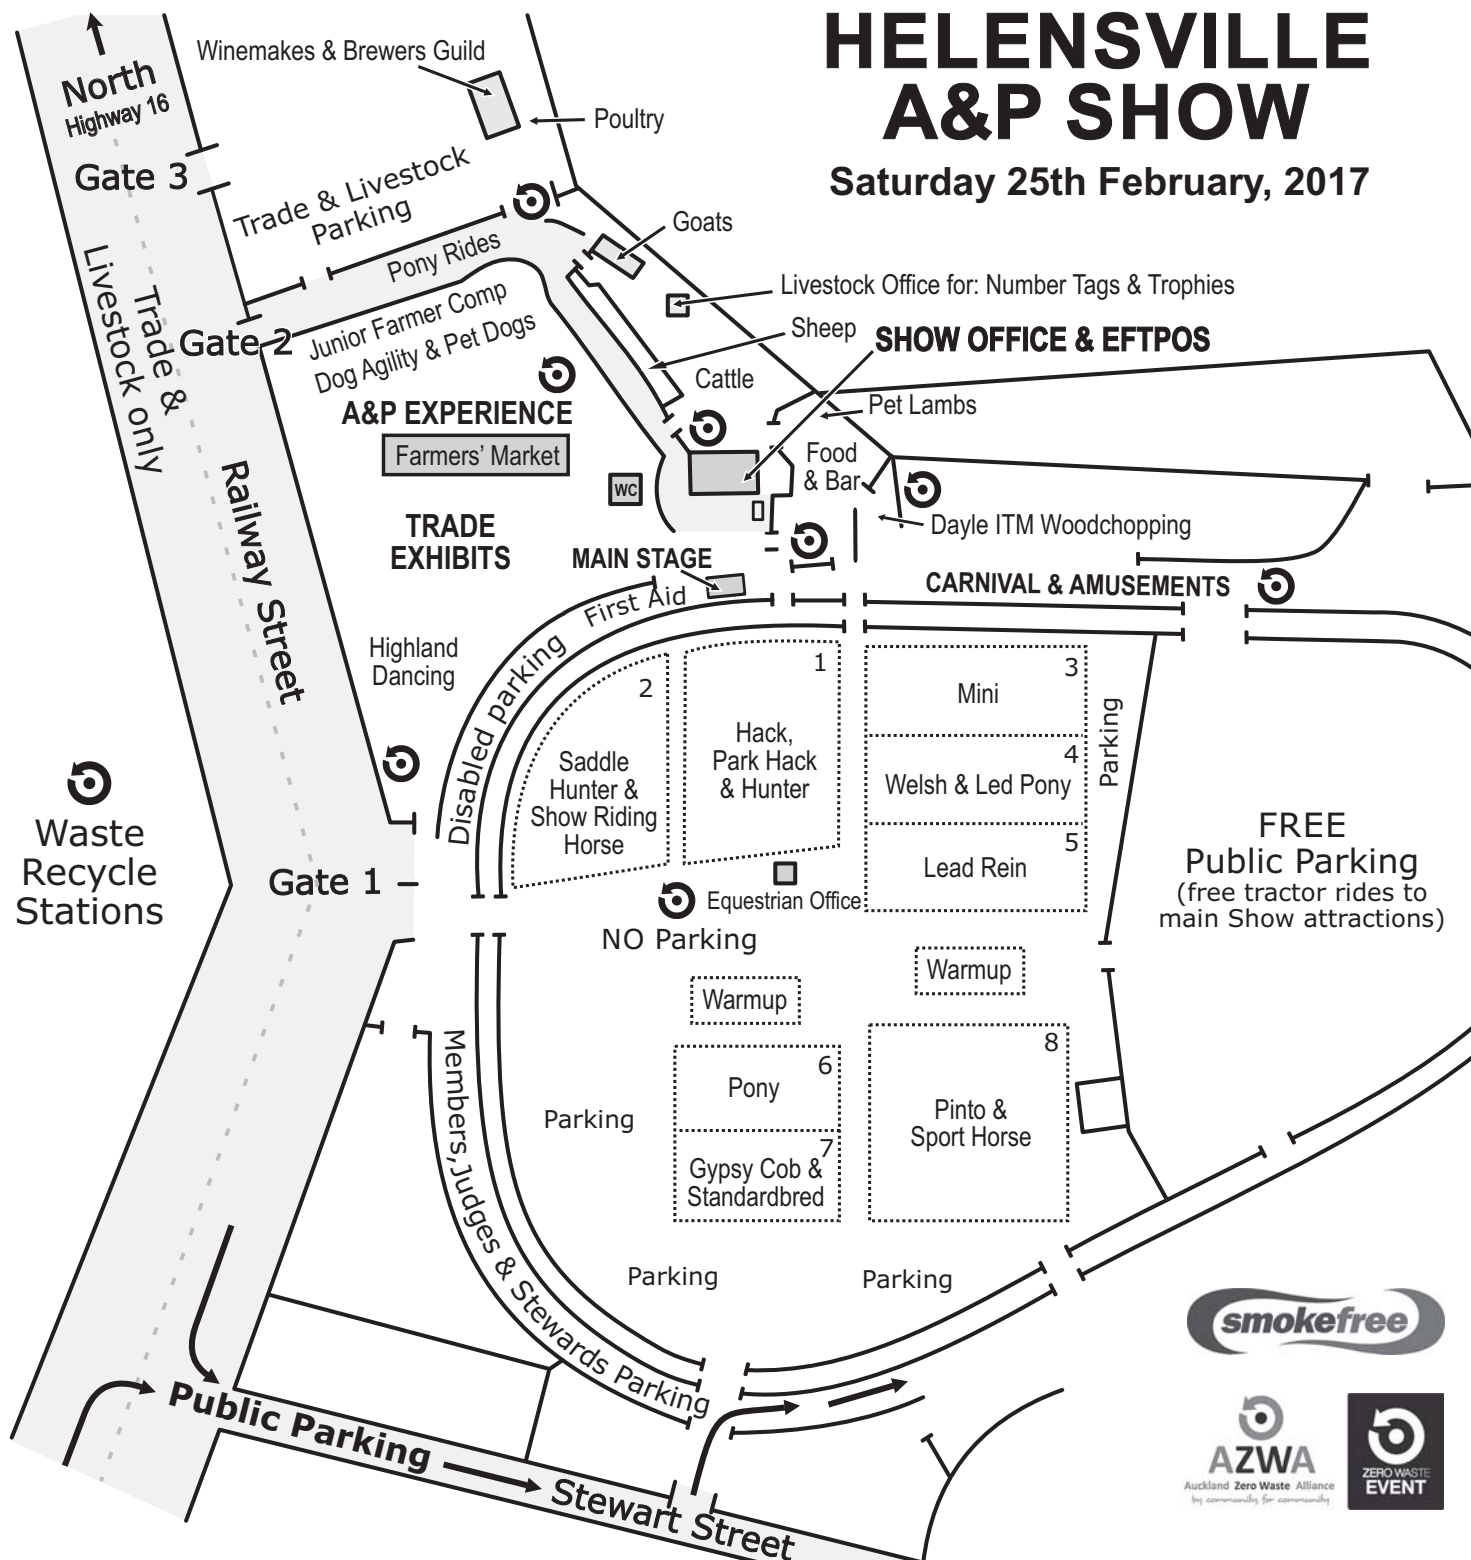 HELENSVILLE
A&P SHOW
Saturday 25th February, 2017
North
Highway 16
Winemakes & Brewers Guild
Poultry
Gate 3
Trade & Livestock
Parking
Goats
Pony Rides
Livestock Office for: Number Tags & Trophies
Trade &
Livestock only
Gate 2
Junior Farmer Comp
Dog Agility & Pet Dogs
Sheep
SHOW OFFICE & EFTPOS
Cattle
Pet Lambs
A&P EXPERIENCE
Farmers' Market
Food
& Bar
WC
Dayle ITM Woodchopping
TRADE
EXHIBITS
MAIN STAGE
CARNIVAL & AMUSEMENTS
Railway Street
First Aid
Highland
Dancing
Disabled parking
1
Hack,
Park Hack
& Hunter
2
Saddle
Hunter &
Show Riding
Horse
3
Mini
4
Welsh & Led Pony
5
Lead Rein
Parking
Waste
Recycle
Stations
Gate 1
Equestrian Office
NO Parking
FREE
Public Parking
(free tractor rides to
main Show attractions)
Warmup
Warmup
6
Pony
7
Gypsy Cob &
Standardbred
8
Pinto &
Sport Horse
Parking
Members,Judges & Stewards Parking
Parking
Parking
Public Parking
Stewart Street
smokefree
AZWA
Auckland Zero Waste Alliance
by community, for community
ZERO WASTE
EVENT